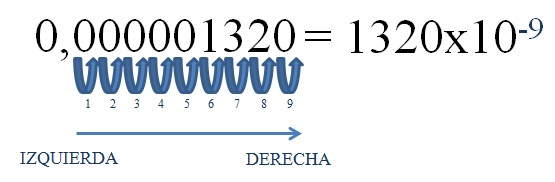 0,000001320 = 1320x10⁻⁹
1 2 3 4 5 6 7 8 9
IZQUIERDA DERECHA